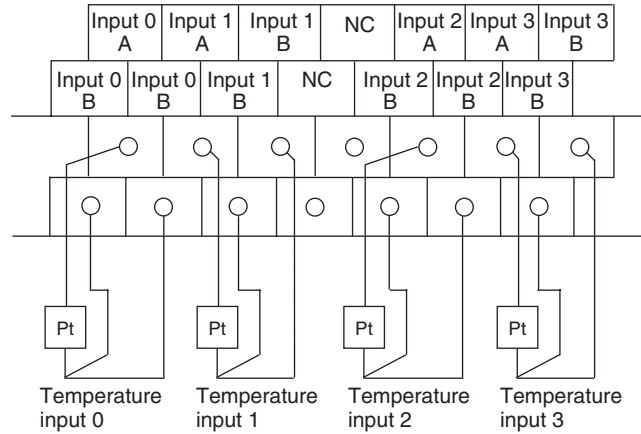 Input 0 Input 1 Input 1 NC Input 2 Input 3 Input 3
A A B A A B
Input 0 Input 0 Input 1 NC Input 2 Input 2 Input 3
B B B B B B
Pt Pt Pt Pt
Temperature Temperature Temperature Temperature
input 0 input 1 input 2 input 3